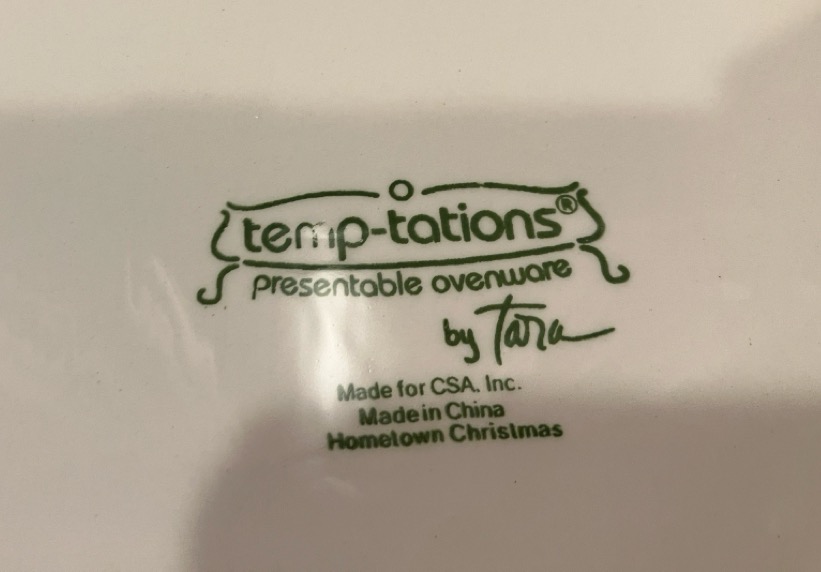 temp-tations®
presentable ovenware
by Tara
Made for CSA. Inc.
Made in China
Hometown Christmas